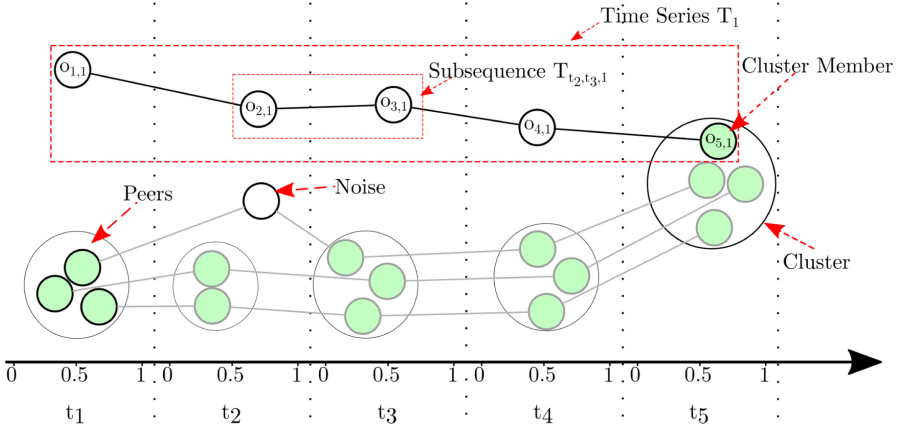 Time Series T₁
Subsequence T_{t₂,t₃,1}
Cluster Member
o₁,₁
o₂,₁
o₃,₁
o₄,₁
o₅,₁
Peers
Noise
Cluster
0 0.5 1 0 0.5 1 0 0.5 1 0 0.5 1 0 0.5 1
t₁ t₂ t₃ t₄ t₅